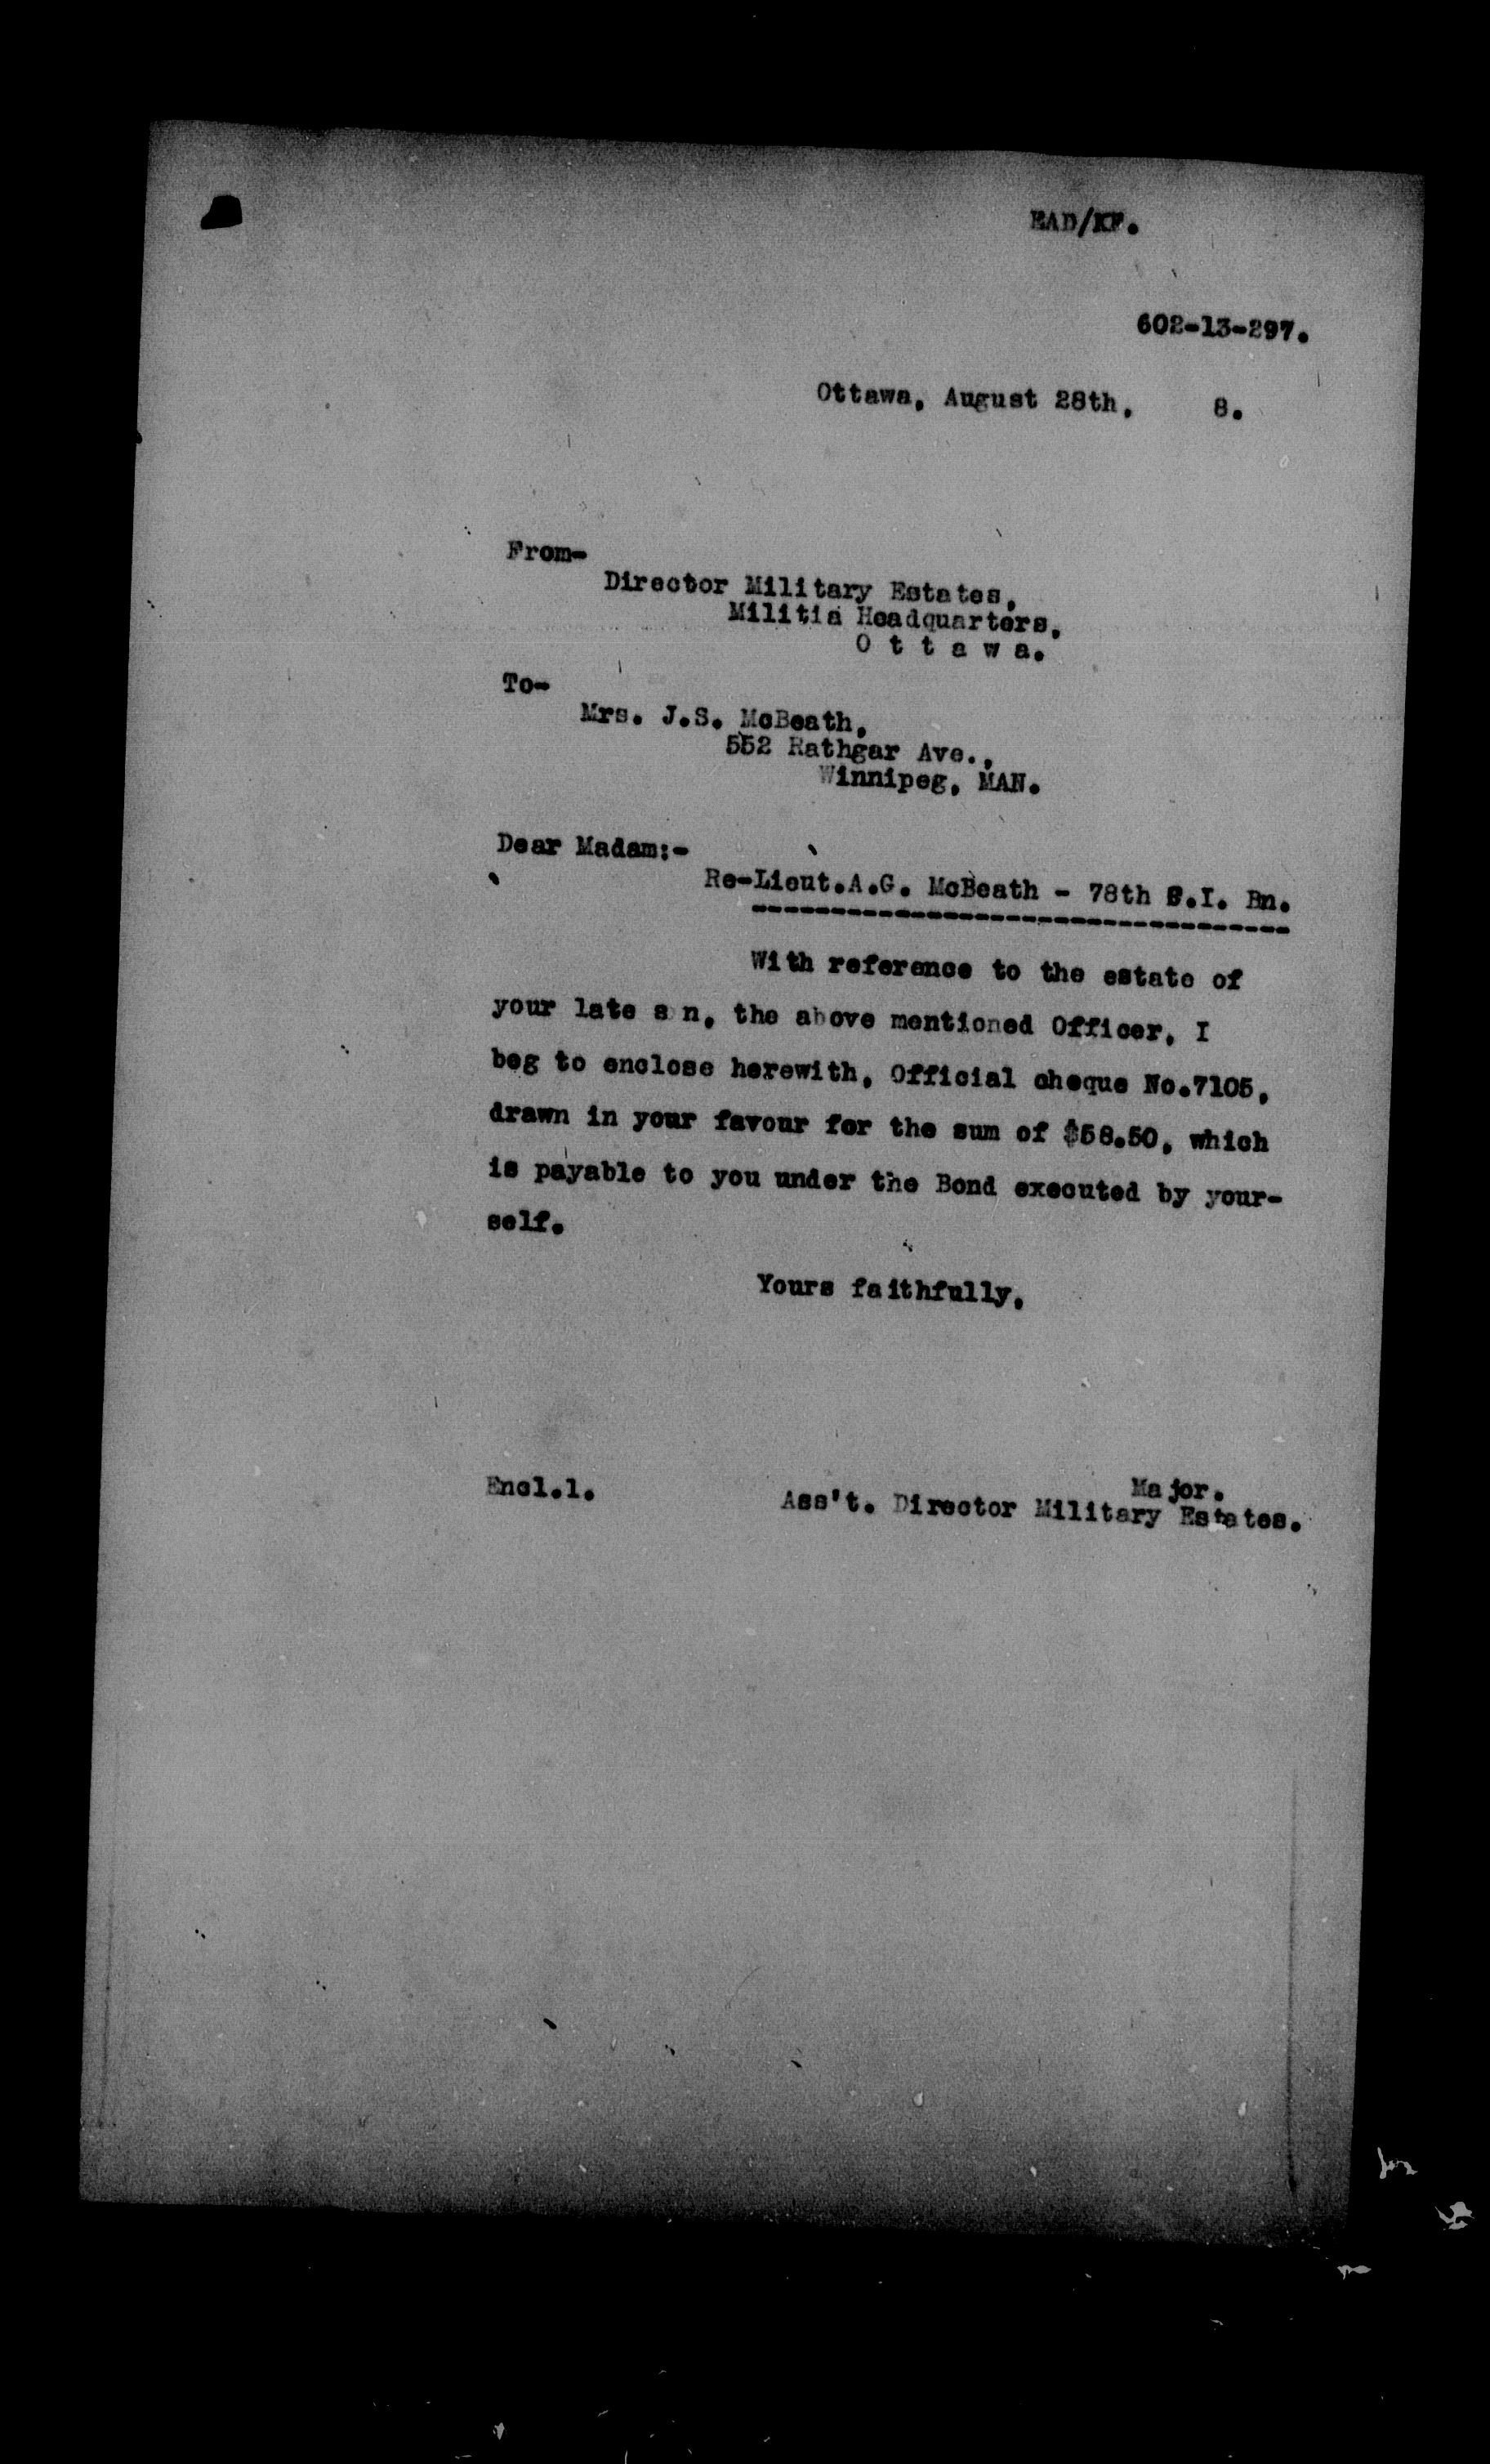 EAD/KF.
602-13-297.
Ottawa, August 28th, 8.
From-
Director Military Estates,
Militia Headquarters,
O t t a w a.
To-
Mrs. J.S. McBeath,
552 Rathgar Ave.,
Winnipeg, MAN.
Dear Madam:-
Re-Lieut.A.G. McBeath - 78th S.I. Bn.
With reference to the estate of
your late s n, the above mentioned Officer, I
beg to enclose herewith, Official cheque No.7105,
drawn in your favour for the sum of $58.50, which
is payable to you under the Bond executed by your-
self.
Yours faithfully,
Major.
Encl.1. Ass't. Director Military Estates.